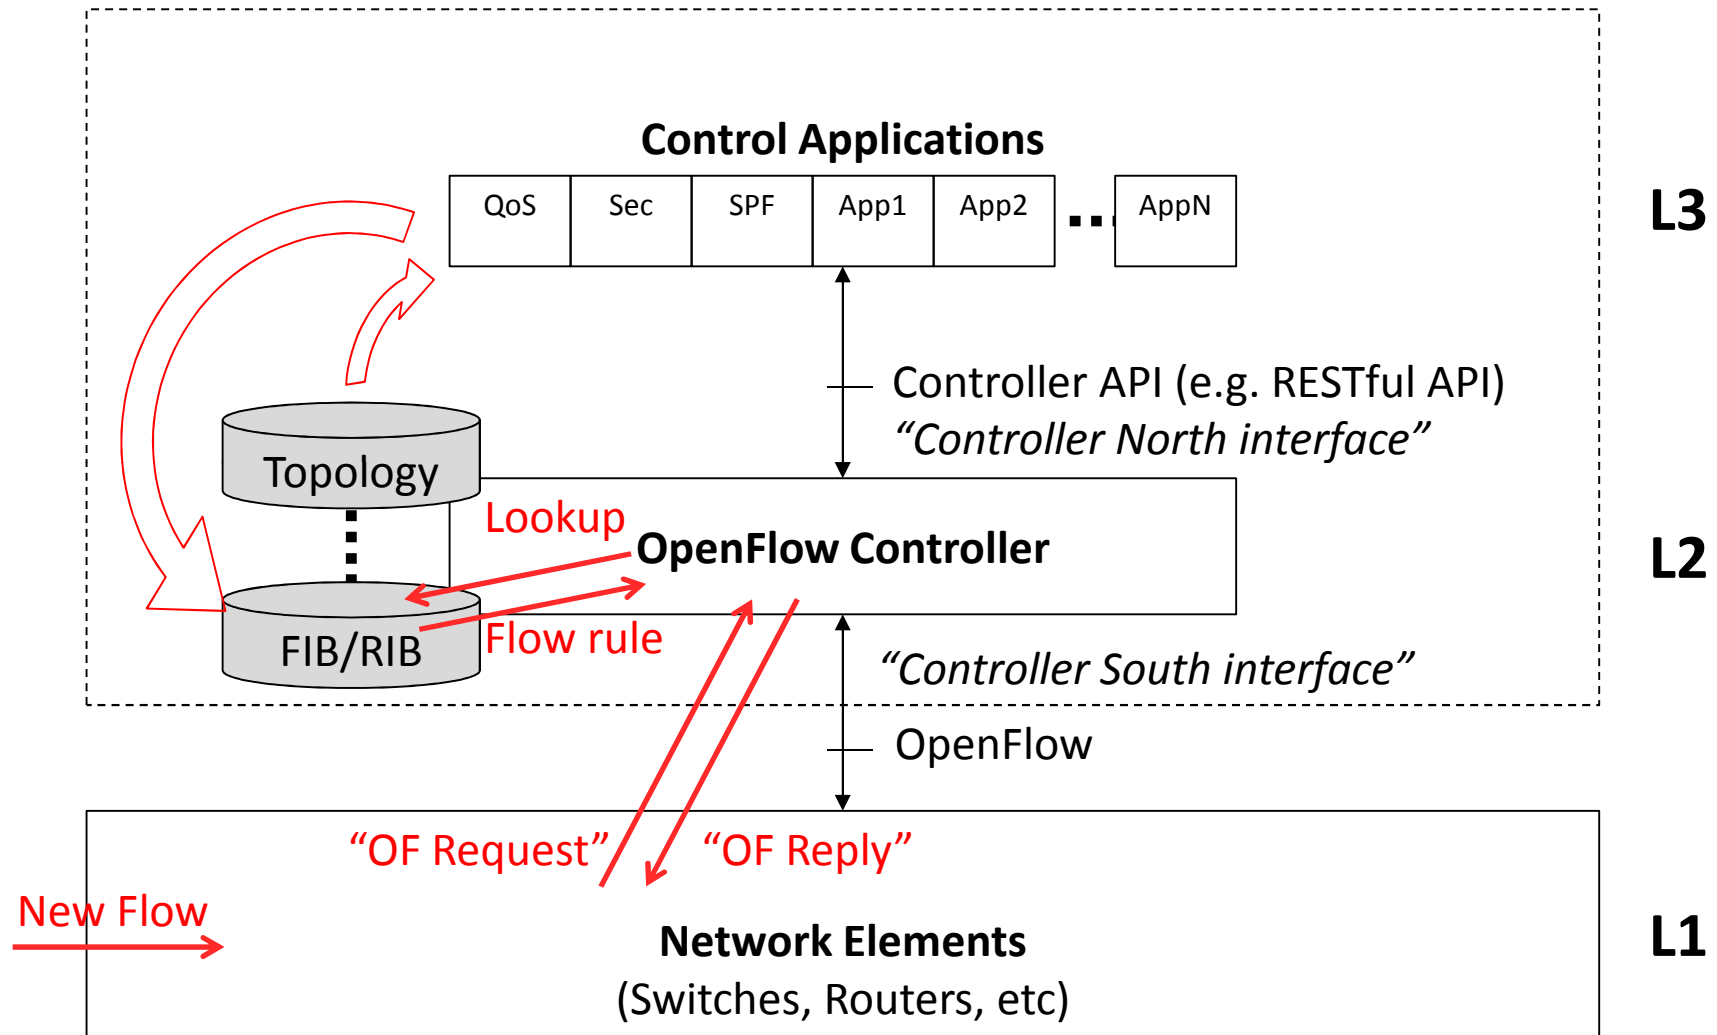 Control Applications
QoS
Sec
SPF
App1
App2
...
AppN
L3
Controller API (e.g. RESTful API)
“Controller North interface”
Topology
Lookup
OpenFlow Controller
L2
FIB/RIB
Flow rule
“Controller South interface”
OpenFlow
“OF Request”
“OF Reply”
New Flow
Network Elements
(Switches, Routers, etc)
L1